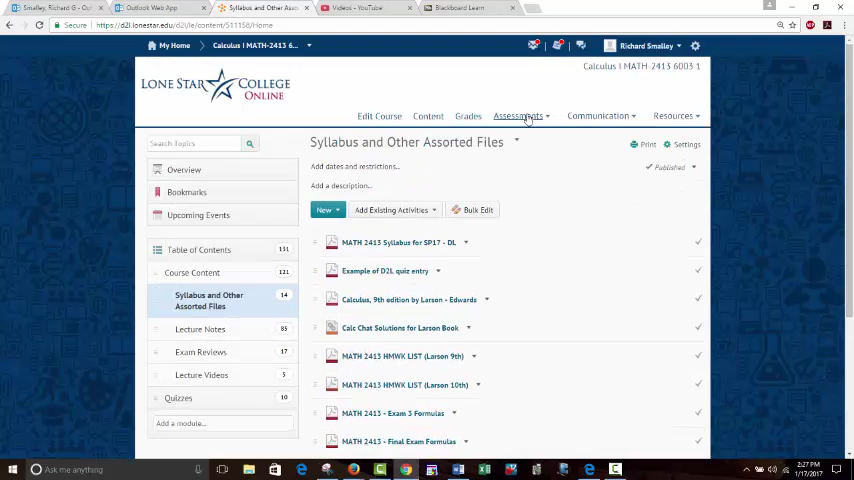 Smalley, Richard G - Out
Outlook Web App
Syllabus and Other Asso
Videos - YouTube
Blackboard Learn
Secure | https://d2l.lonestar.edu/d2l/le/content/511158/Home
My Home
Calculus I MATH-2413 6...
Richard Smalley
Calculus I MATH-2413 6003 1
LONE STAR COLLEGE
ONLINE
Edit Course
Content
Grades
Assessments
Communication
Resources
Search Topics
Syllabus and Other Assorted Files
Print
Settings
Overview
Add dates and restrictions...
Published
Bookmarks
Add a description...
Upcoming Events
New
Add Existing Activities
Bulk Edit
Table of Contents 131
MATH 2413 Syllabus for SP17 - DL
Course Content 121
Example of D2L quiz entry
Syllabus and Other 14
Assorted Files
Calculus, 9th edition by Larson - Edwards
Lecture Notes 85
Calc Chat Solutions for Larson Book
Exam Reviews 17
MATH 2413 HMWK LIST (Larson 9th)
Lecture Videos 5
MATH 2413 HMWK LIST (Larson 10th)
Quizzes 10
MATH 2413 - Exam 3 Formulas
Add a module...
MATH 2413 - Final Exam Formulas
Ask me anything
2:27 PM
1/17/2017